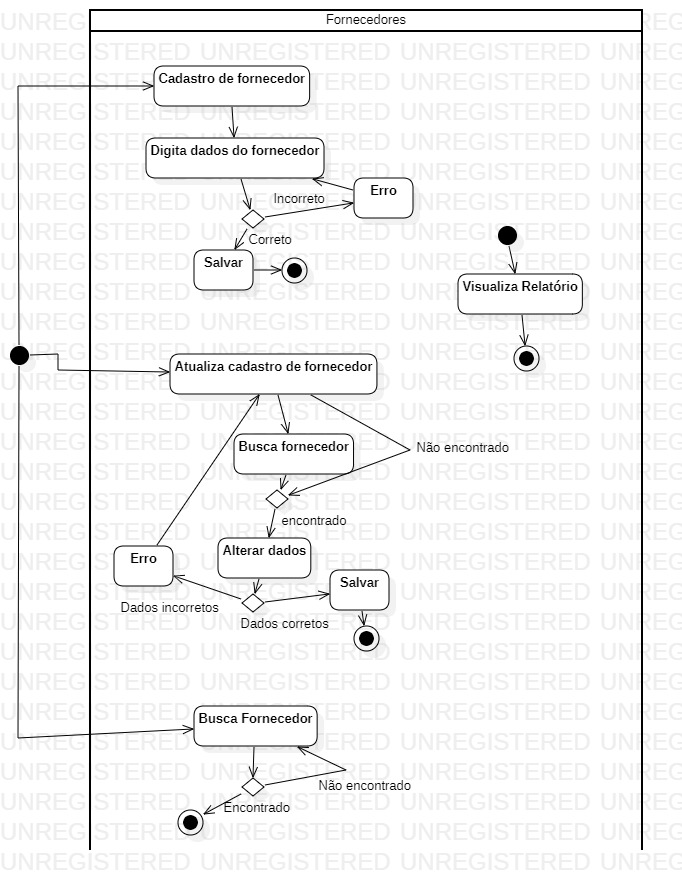 Fornecedores
Cadastro de fornecedor
Digita dados do fornecedor
Erro
Incorreto
Correto
Salvar
Visualiza Relatório
Atualiza cadastro de fornecedor
Busca fornecedor
Não encontrado
encontrado
Alterar dados
Erro
Salvar
Dados incorretos
Dados corretos
Busca Fornecedor
Não encontrado
Encontrado
UNREGISTERED